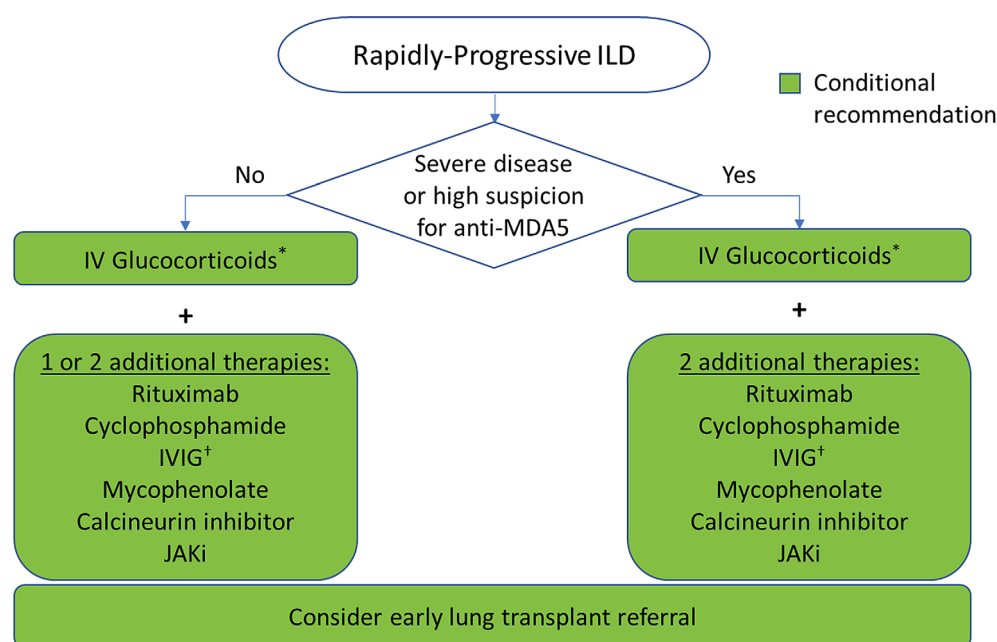 Rapidly-Progressive ILD
Conditional
recommendation
Severe disease
or high suspicion
for anti-MDA5
No
Yes
IV Glucocorticoids*
+
1 or 2 additional therapies:
Rituximab
Cyclophosphamide
IVIG†
Mycophenolate
Calcineurin inhibitor
JAKi
IV Glucocorticoids*
+
2 additional therapies:
Rituximab
Cyclophosphamide
IVIG†
Mycophenolate
Calcineurin inhibitor
JAKi
Consider early lung transplant referral